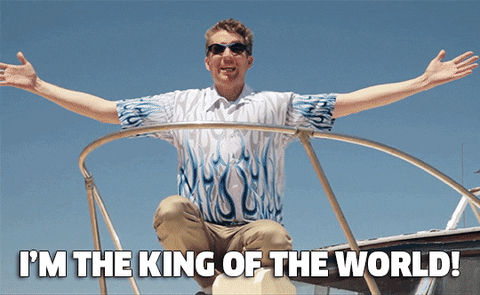 I'M THE KING OF THE WORLD!